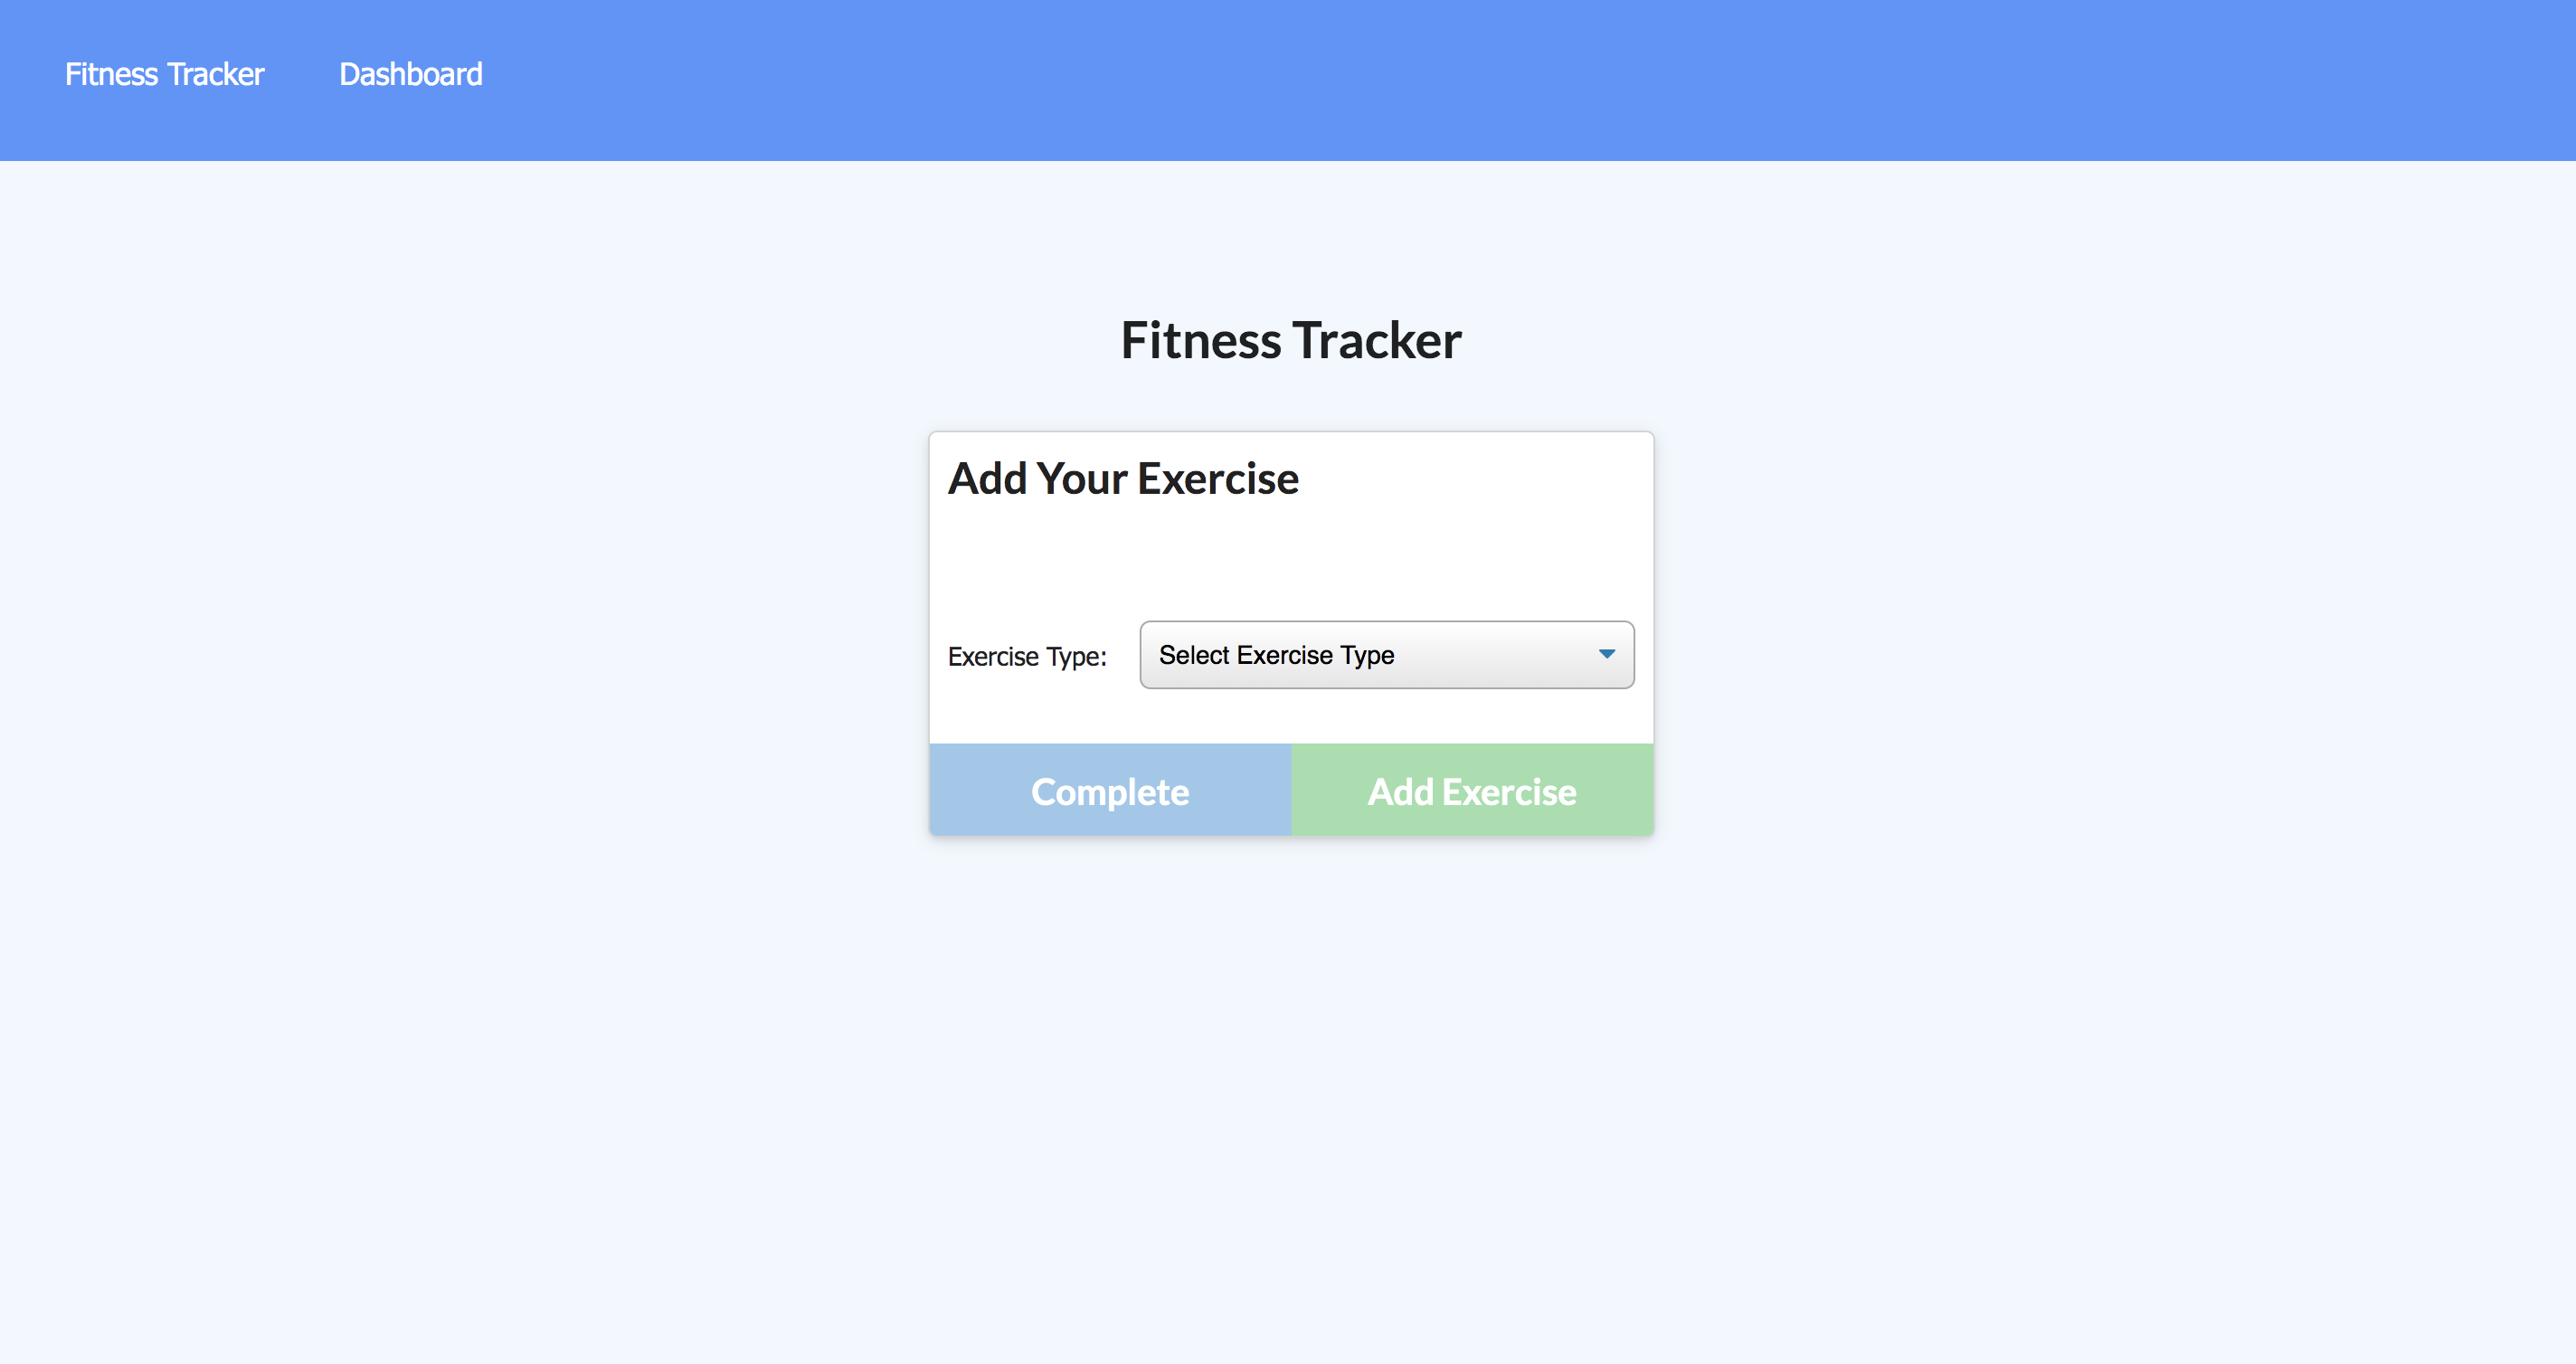 Fitness Tracker Dashboard
Fitness Tracker
Add Your Exercise
Exercise Type: Select Exercise Type
Complete Add Exercise